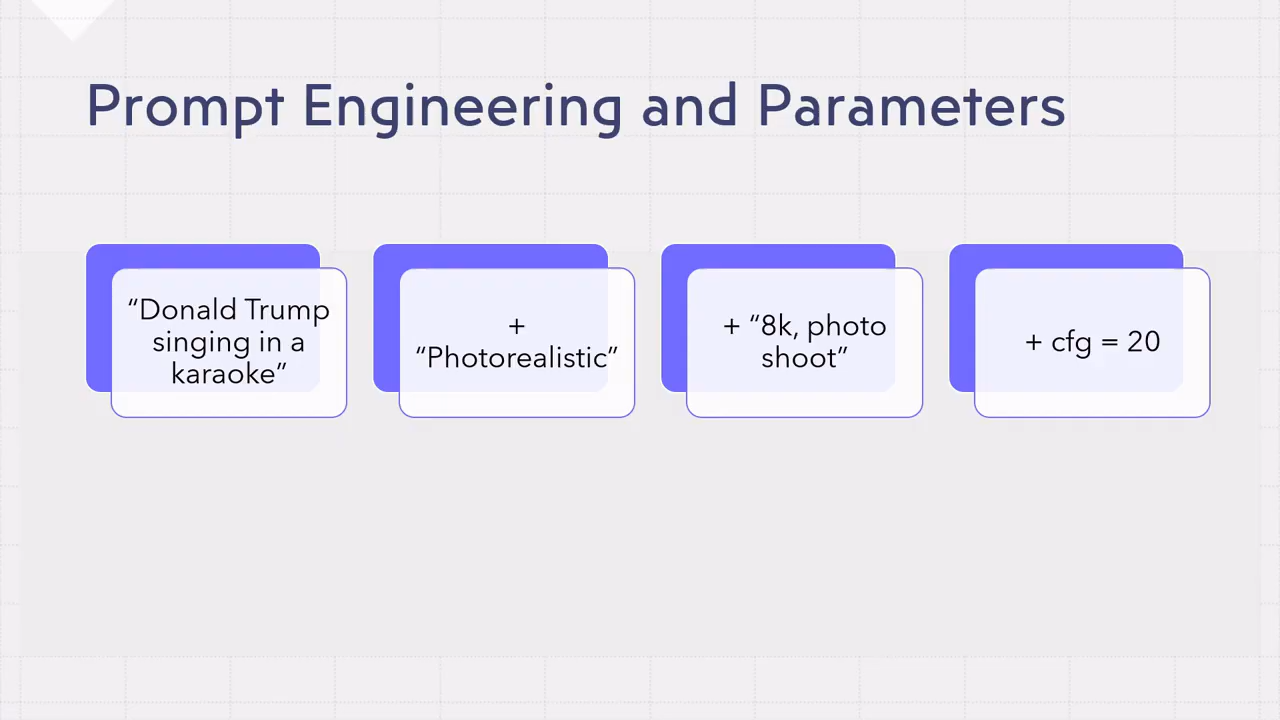 Prompt Engineering and Parameters
“Donald Trump
singing in a
karaoke”
+
“Photorealistic”
+ “8k, photo
shoot”
+ cfg = 20